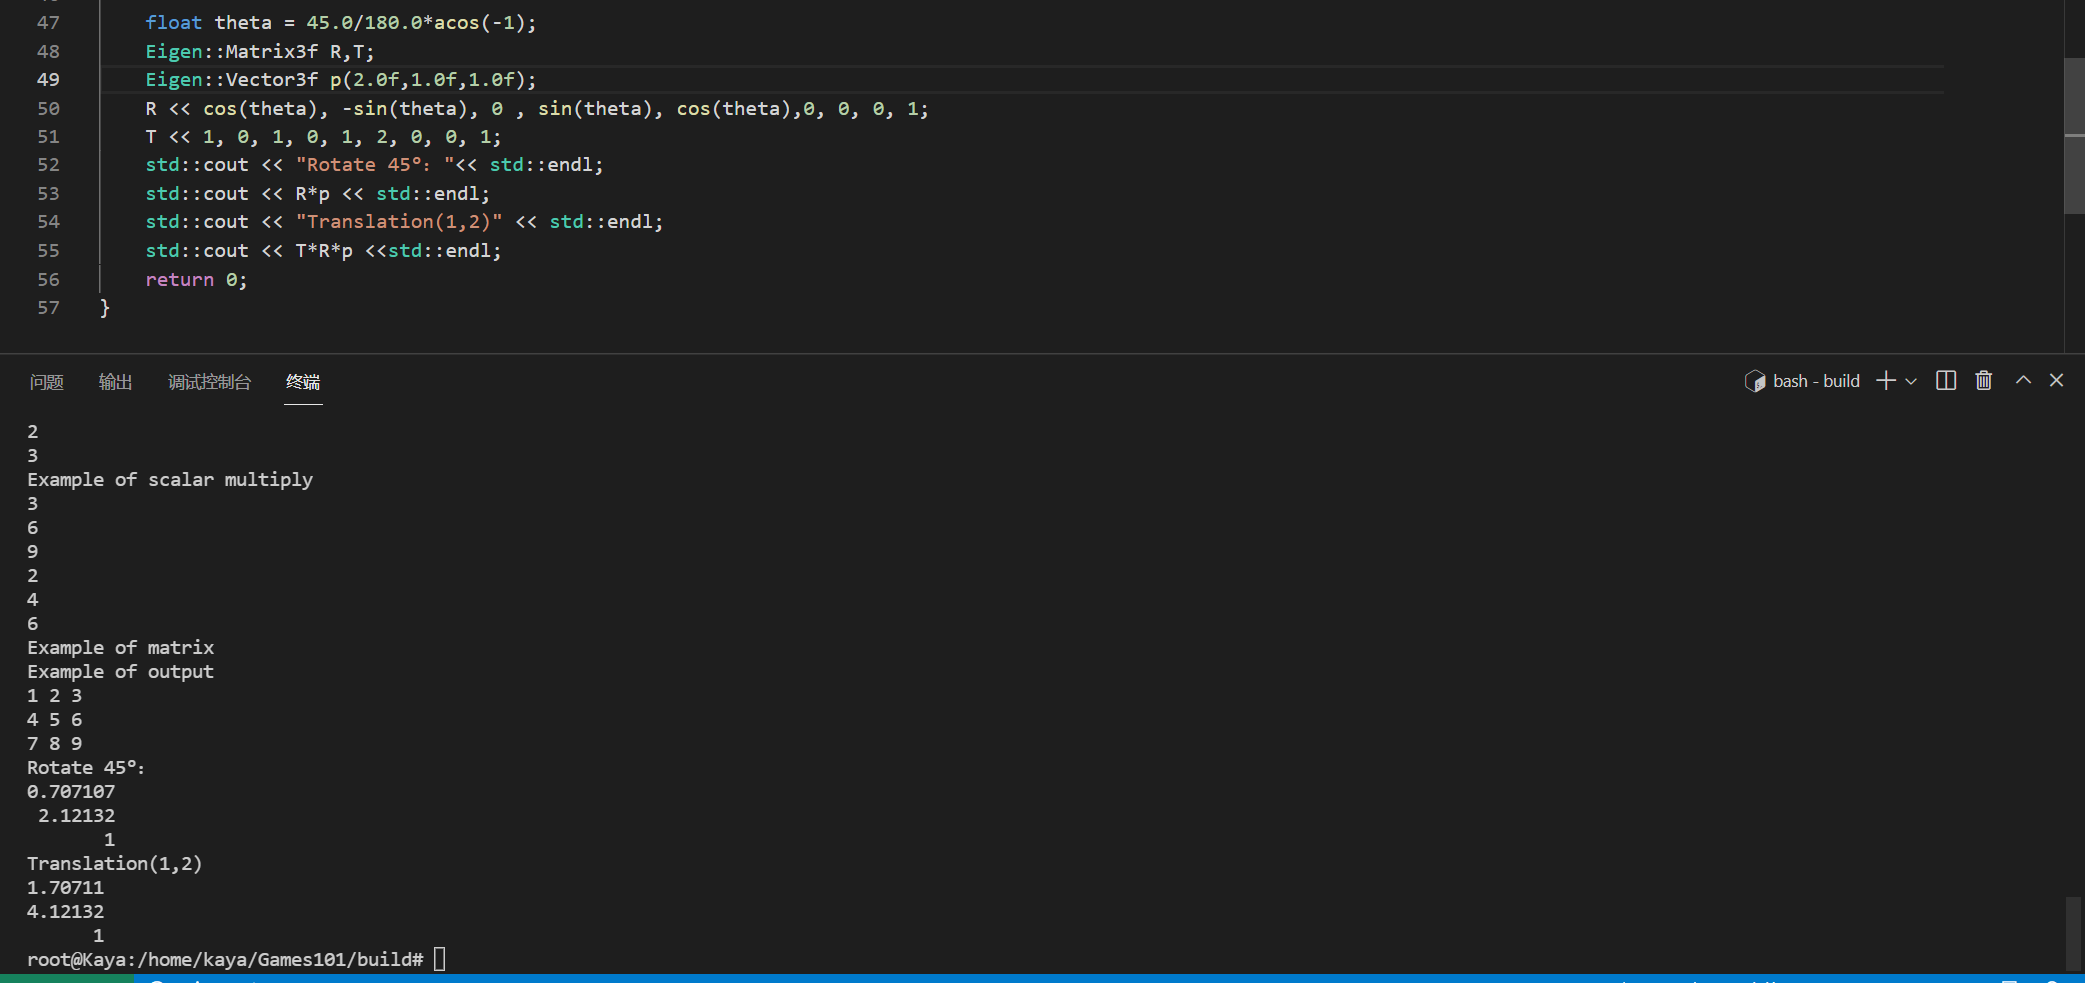 47 float theta = 45.0/180.0*acos(-1);
48 Eigen::Matrix3f R,T;
49 Eigen::Vector3f p(2.0f,1.0f,1.0f);
50 R << cos(theta), -sin(theta), 0 , sin(theta), cos(theta),0, 0, 0, 1;
51 T << 1, 0, 1, 0, 1, 2, 0, 0, 1;
52 std::cout << "Rotate 45°: "<< std::endl;
53 std::cout << R*p << std::endl;
54 std::cout << "Translation(1,2)" << std::endl;
55 std::cout << T*R*p <<std::endl;
56 return 0;
57 }
问题 输出 调试控制台 终端 bash - build
2
3
Example of scalar multiply
3
6
9
2
4
6
Example of matrix
Example of output
1 2 3
4 5 6
7 8 9
Rotate 45°:
0.707107
2.12132
1
Translation(1,2)
1.70711
4.12132
1
root@Kaya:/home/kaya/Games101/build#